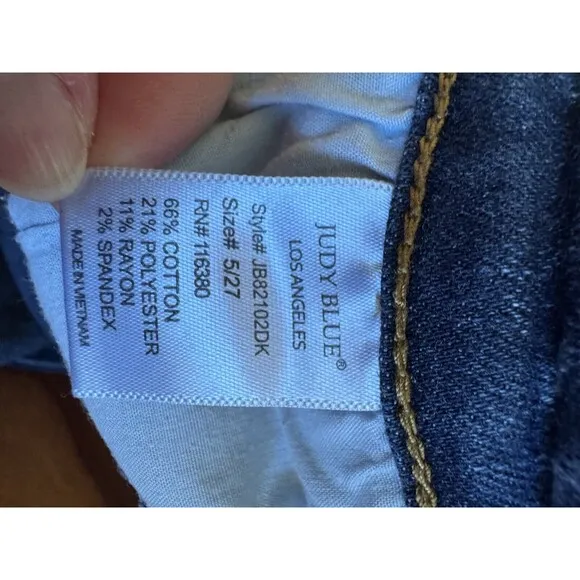 JUDY BLUE®
LOS ANGELES
Style# JB82102DK
Size# 5/27
RN# 116380
66% COTTON
21% POLYESTER
11% RAYON
2% SPANDEX
MADE IN VIETNAM